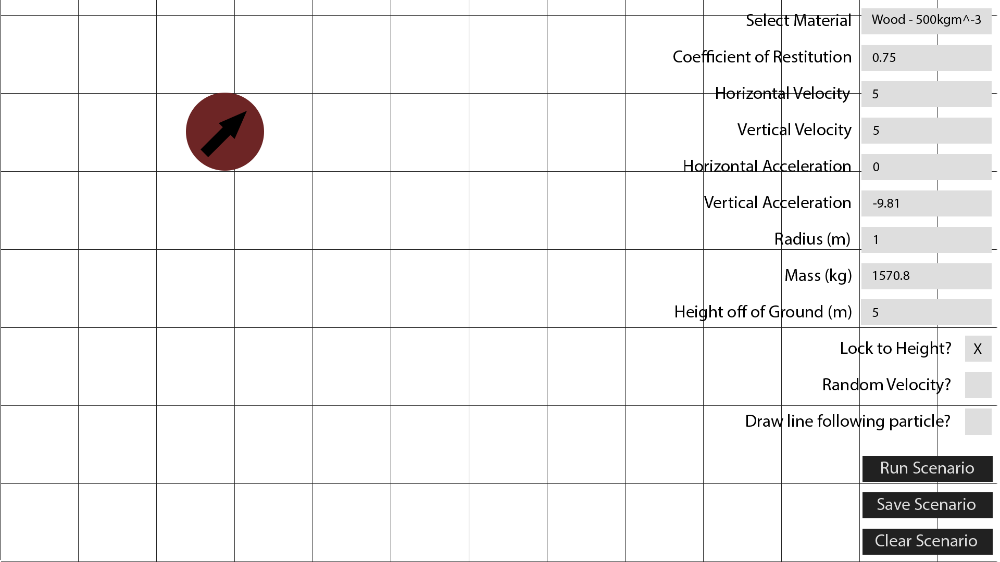 Select Material Wood - 500kgm^-3
Coefficient of Restitution 0.75
Horizontal Velocity 5
Vertical Velocity 5
Horizontal Acceleration 0
Vertical Acceleration -9.81
Radius (m) 1
Mass (kg) 1570.8
Height off of Ground (m) 5
Lock to Height? X
Random Velocity?
Draw line following particle?
Run Scenario
Save Scenario
Clear Scenario